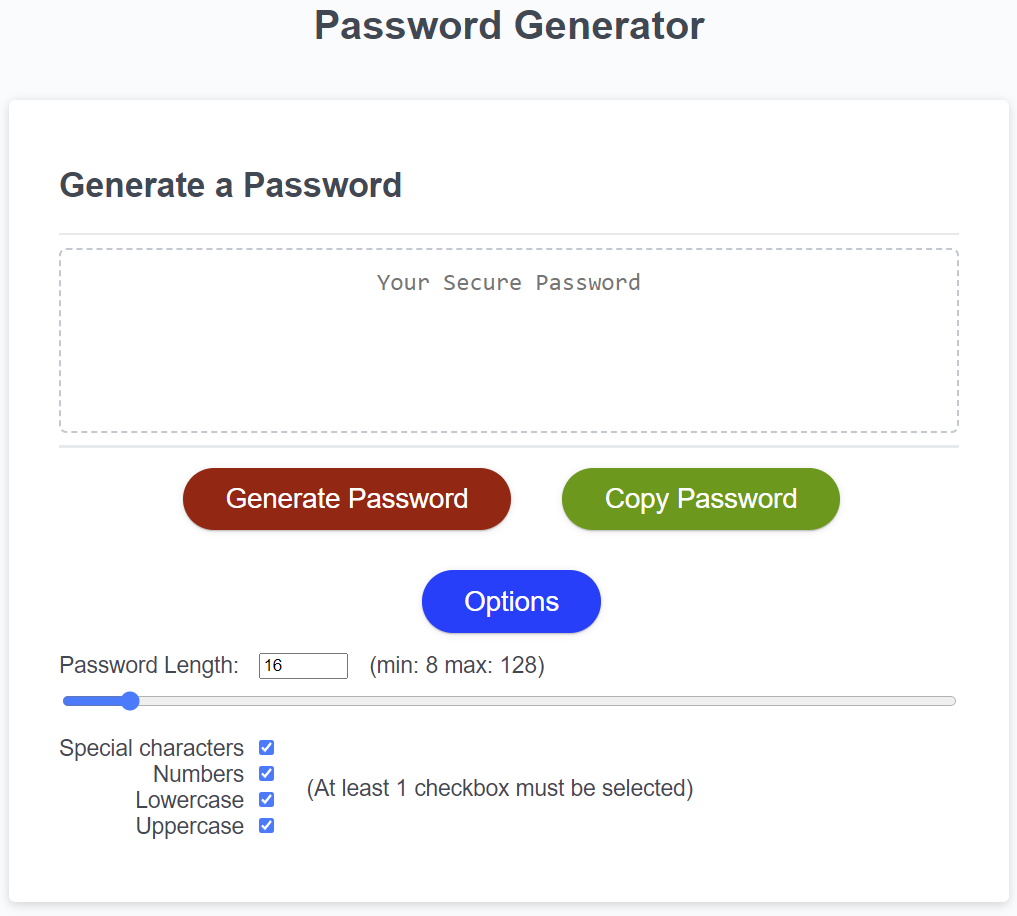 Password Generator
Generate a Password
Your Secure Password
Generate Password
Copy Password
Options
Password Length: 16 (min: 8 max: 128)
Special characters
Numbers
(At least 1 checkbox must be selected)
Lowercase
Uppercase